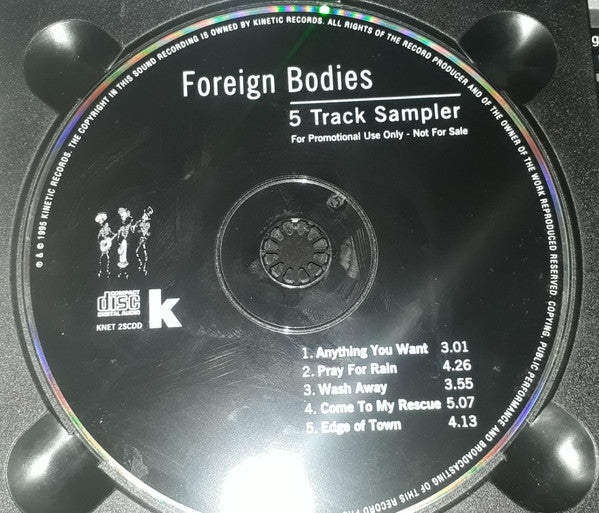 ℗ & © 1995 KINETIC RECORDS. THE COPYRIGHT IN THIS SOUND RECORDING IS OWNED BY KINETIC RECORDS. ALL RIGHTS OF THE RECORD PRODUCER AND OF THE OWNER OF THE WORK REPRODUCED RESERVED. COPYING, PUBLIC PERFORMANCE AND BROADCASTING OF THIS RECORD
Foreign Bodies
5 Track Sampler
For Promotional Use Only - Not For Sale
COMPACT
disc
DIGITAL AUDIO
k
KNET 2SCDD
1. Anything You Want 3.01
2. Pray For Rain 4.26
3. Wash Away 3.55
4. Come To My Rescue 5.07
5. Edge of Town 4.13